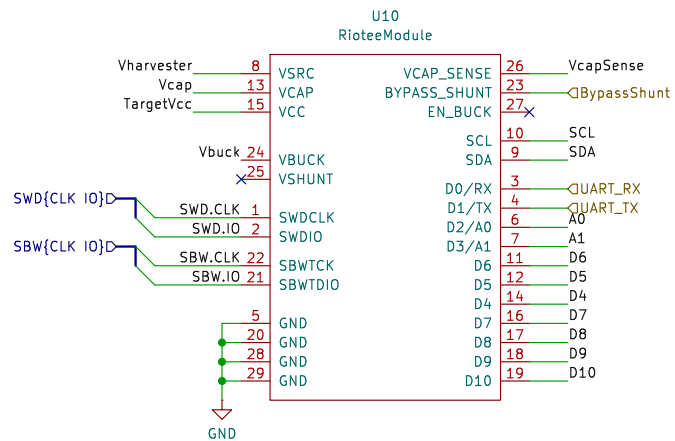 U10
RioteeModule
Vharvester 8 VSRC VCAP_SENSE 26 VcapSense
Vcap 13 VCAP BYPASS_SHUNT 23 BypassShunt
TargetVcc 15 VCC EN_BUCK 27
SCL 10 SCL
Vbuck 24 VBUCK SDA 9 SDA
25 VSHUNT
D0/RX 3 UART_RX
SWD{CLK IO} D1/TX 4 UART_TX
SWD.CLK 1 SWDCLK D2/A0 6 A0
SWD.IO 2 SWDIO D3/A1 7 A1
SBW{CLK IO}
SBW.CLK 22 SBWTCK D6 11 D6
SBW.IO 21 SBWTDIO D5 12 D5
D4 14 D4
5 GND D7 16 D7
20 GND D8 17 D8
28 GND D9 18 D9
29 GND D10 19 D10
GND